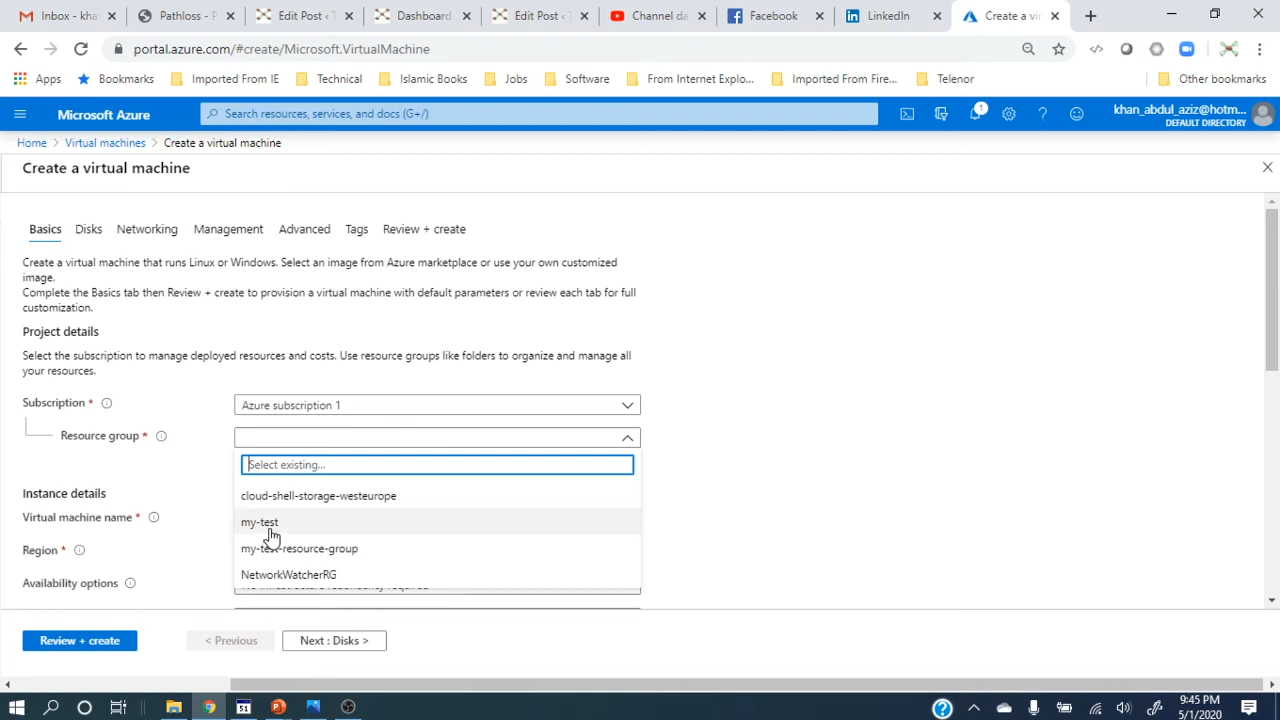 Inbox - kha
Pathloss - P
Edit Post ‹ T
Dashboard
Edit Post ‹ T
Channel da
Facebook
LinkedIn
Create a vir
portal.azure.com/#create/Microsoft.VirtualMachine
Apps
Bookmarks
Imported From IE
Technical
Islamic Books
Jobs
Software
From Internet Explo...
Imported From Fire...
Telenor
Other bookmarks
Microsoft Azure
Search resources, services, and docs (G+/)
1
khan_abdul_aziz@hotm...
DEFAULT DIRECTORY
Home > Virtual machines > Create a virtual machine
Create a virtual machine
Basics Disks Networking Management Advanced Tags Review + create
Create a virtual machine that runs Linux or Windows. Select an image from Azure marketplace or use your own customized
image.
Complete the Basics tab then Review + create to provision a virtual machine with default parameters or review each tab for full
customization.
Project details
Select the subscription to manage deployed resources and costs. Use resource groups like folders to organize and manage all
your resources.
Subscription *
Azure subscription 1
Resource group *
Select existing...
cloud-shell-storage-westeurope
my-test
my-test-resource-group
NetworkWatcherRG
Instance details
Virtual machine name *
Region *
Availability options
Review + create
< Previous
Next : Disks >
31
9:45 PM
5/1/2020